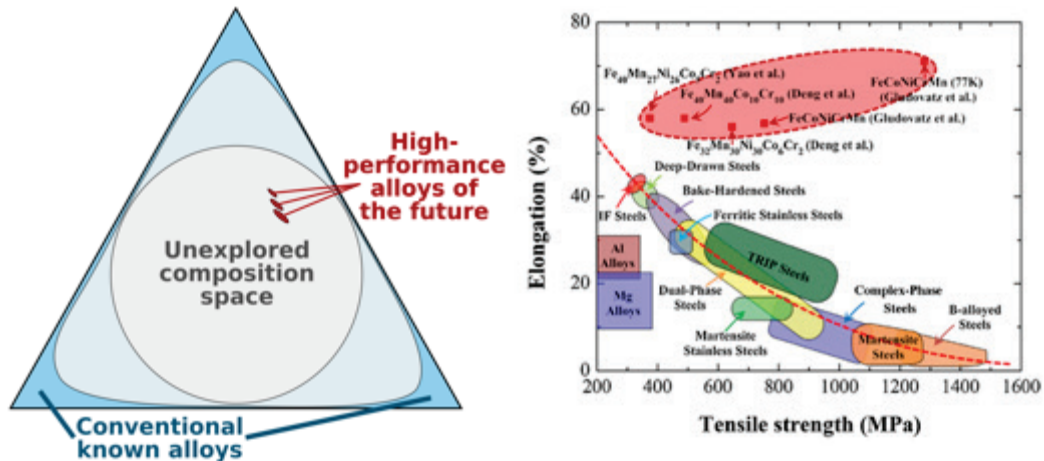 High-
performance
alloys of
the future
Unexplored
composition
space
Conventional
known alloys
80
60
40
20
0
Elongation (%)
200
400
600
800
1000
1200
1400
1600
Tensile strength (MPa)
Fe40Mn27Ni26Co5Cr2 (Yao et al.)
Fe40Mn40Co10Cr10 (Deng et al.)
FeCoNiCrMn (77K)
(Gludovatz et al.)
FeCoNiCrMn (Gludovatz et al.)
Fe32Mn30Ni30Co6Cr2 (Deng et al.)
Deep-Drawn Steels
Bake-Hardened Steels
IF Steels
Ferritic Stainless Steels
Al
Alloys
TRIP Steels
Mg
Alloys
Dual-Phase
Steels
Complex-Phase
Steels
B-alloyed
Steels
Martensite
Stainless Steels
Martensite
Steels